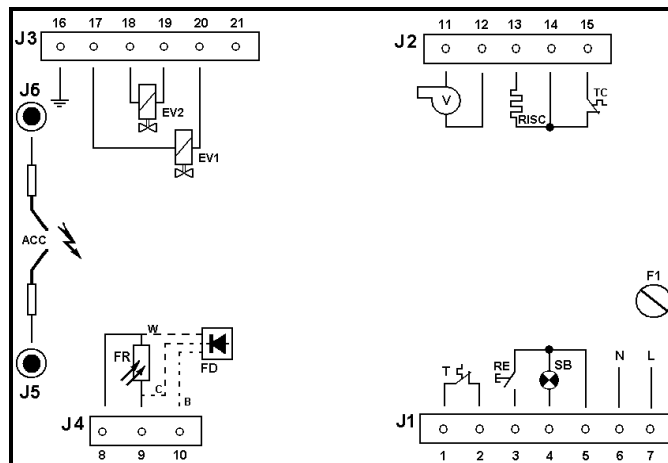 16 17 18 19 20 21
J3
11 12 13 14 15
J2
J6
EV2
EV1
V
RISC
TC
ACC
F1
W
FR
FD
C
B
J5
T
RE
SB
N
L
J4
8 9 10
J1
1 2 3 4 5 6 7